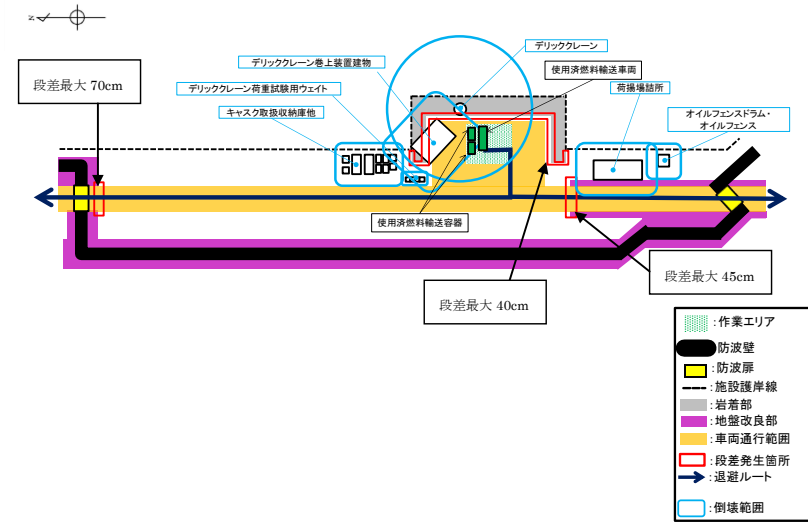 N
デリッククレーン
デリッククレーン巻上装置建物
使用済燃料輸送車両
段差最大 70cm
デリッククレーン荷重試験用ウェイト
荷揚場詰所
キャスク取扱収納庫他
オイルフェンスドラム・
オイルフェンス
使用済燃料輸送容器
段差最大 45cm
段差最大 40cm
:作業エリア
:防波壁
:防波扉
:施設護岸線
:岩着部
:地盤改良部
:車両通行範囲
:段差発生箇所
:退避ルート
:倒壊範囲